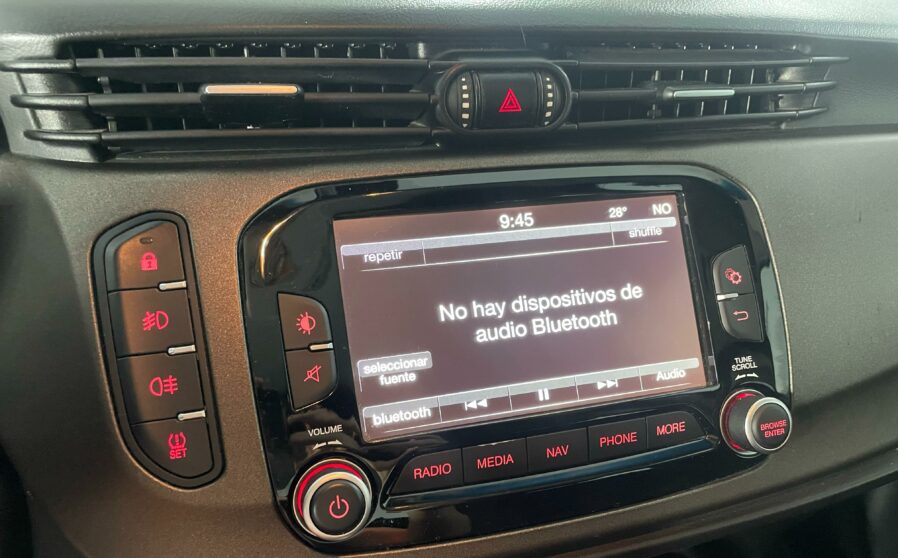 9:45
28°
NO
repetir
shuffle
No hay dispositivos de
audio Bluetooth
seleccionar
fuente
bluetooth
Audio
SET
VOLUME
RADIO
MEDIA
NAV
PHONE
MORE
TUNE
SCROLL
BROWSE
ENTER